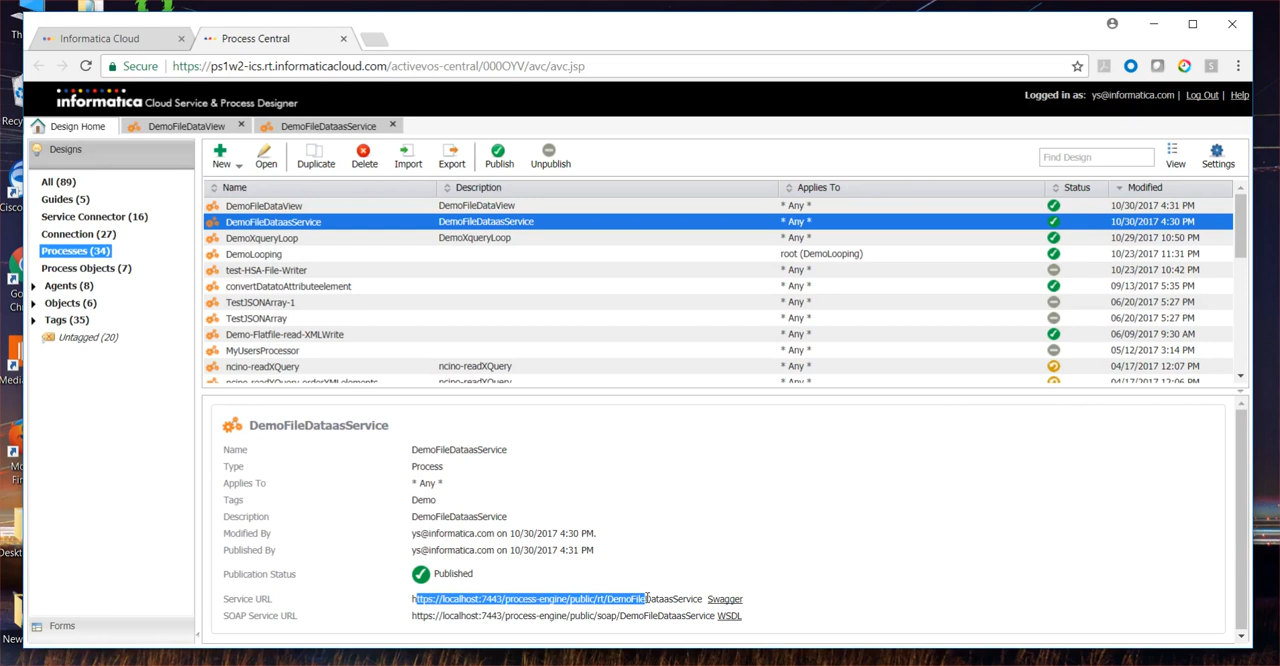 Informatica Cloud
Process Central
Secure https://ps1w2-ics.rt.informaticacloud.com/activevos-central/000OYV/avc/avc.jsp
informatica Cloud Service & Process Designer
Logged in as: ys@informatica.com | Log Out | Help
Design Home DemoFileDataView DemoFileDataasService
Designs
All (89)
Guides (5)
Service Connector (16)
Connection (27)
Processes (34)
Process Objects (7)
Agents (8)
Objects (6)
Tags (35)
Untagged (20)
Forms
New Open Duplicate Delete Import Export Publish Unpublish Find Design View Settings
Name Description Applies To Status Modified
DemoFileDataView DemoFileDataView * Any * 10/30/2017 4:31 PM
DemoFileDataasService DemoFileDataasService * Any * 10/30/2017 4:30 PM
DemoXqueryLoop DemoXqueryLoop * Any * 10/29/2017 10:50 PM
DemoLooping root (DemoLooping) 10/23/2017 11:31 PM
test-HSA-File-Writer * Any * 10/23/2017 10:42 PM
convertDatatoAttributeelement * Any * 09/13/2017 5:35 PM
TestJSONArray-1 * Any * 06/20/2017 5:27 PM
TestJSONArray * Any * 06/20/2017 5:27 PM
Demo-Flatfile-read-XMLWrite * Any * 06/09/2017 9:30 AM
MyUsersProcessor * Any * 05/12/2017 3:14 PM
ncino-readXQuery ncino-readXQuery * Any * 04/17/2017 12:07 PM
ncino-readXQuery-orderXMLelements ncino-readXQuery * Any * 04/17/2017 12:06 PM
DemoFileDataasService
Name DemoFileDataasService
Type Process
Applies To * Any *
Tags Demo
Description DemoFileDataasService
Modified By ys@informatica.com on 10/30/2017 4:30 PM.
Published By ys@informatica.com on 10/30/2017 4:31 PM
Publication Status Published
Service URL https://localhost:7443/process-engine/public/rt/DemoFileDataasService Swagger
SOAP Service URL https://localhost:7443/process-engine/public/soap/DemoFileDataasService WSDL